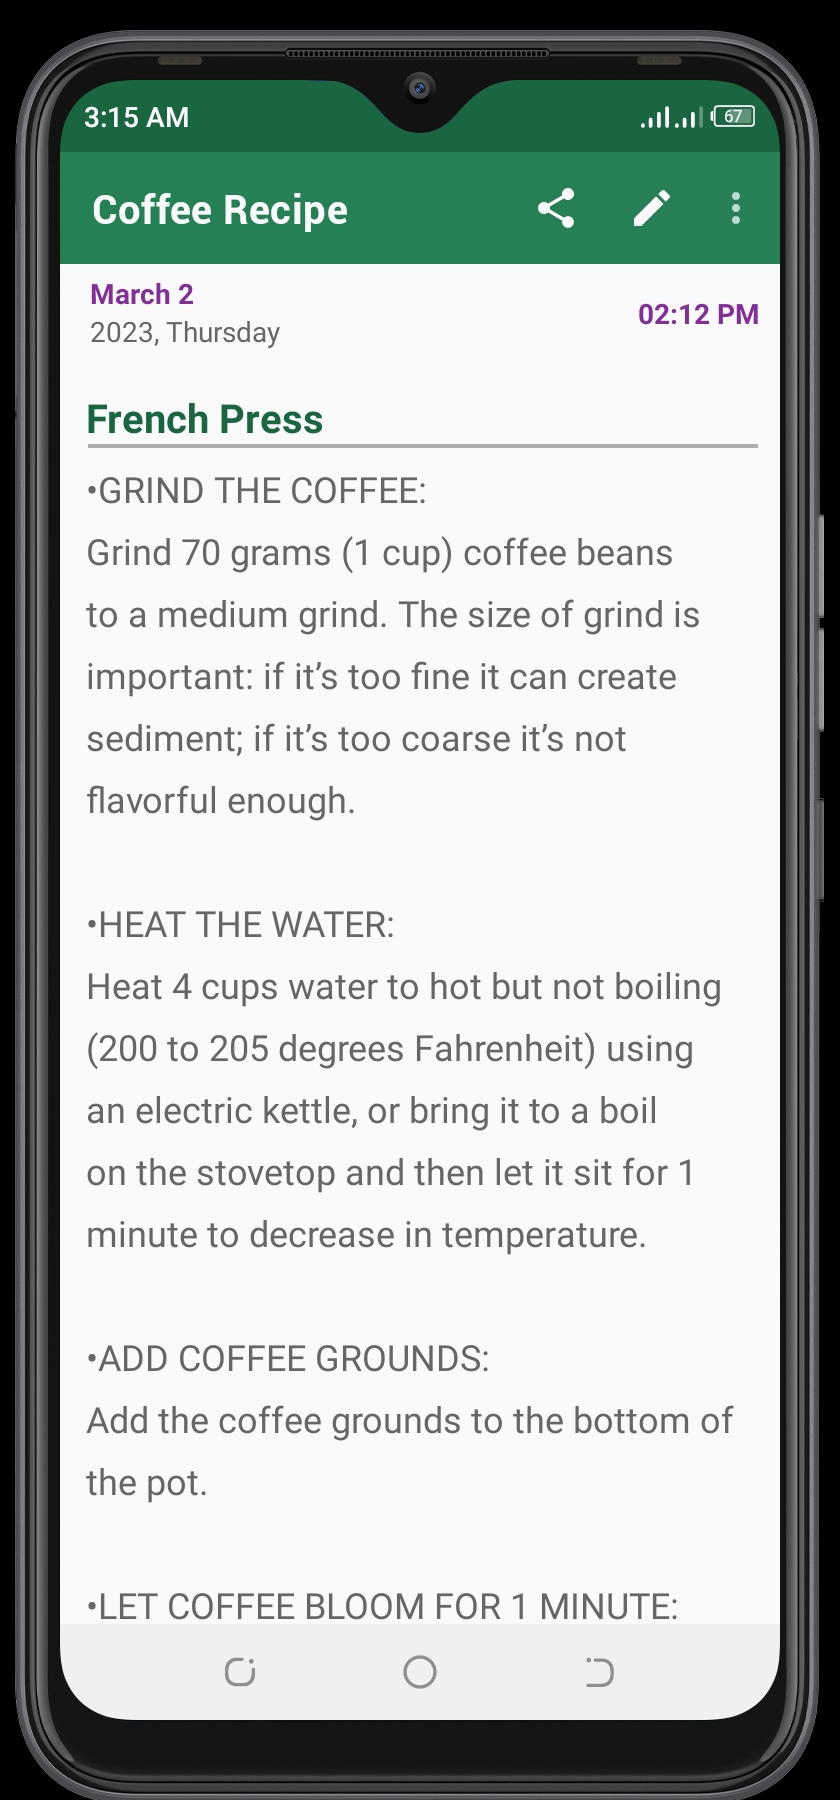 3:15 AM
67
Coffee Recipe
March 2
2023, Thursday
02:12 PM
French Press
•GRIND THE COFFEE:
Grind 70 grams (1 cup) coffee beans
to a medium grind. The size of grind is
important: if it’s too fine it can create
sediment; if it’s too coarse it’s not
flavorful enough.
•HEAT THE WATER:
Heat 4 cups water to hot but not boiling
(200 to 205 degrees Fahrenheit) using
an electric kettle, or bring it to a boil
on the stovetop and then let it sit for 1
minute to decrease in temperature.
•ADD COFFEE GROUNDS:
Add the coffee grounds to the bottom of
the pot.
•LET COFFEE BLOOM FOR 1 MINUTE: